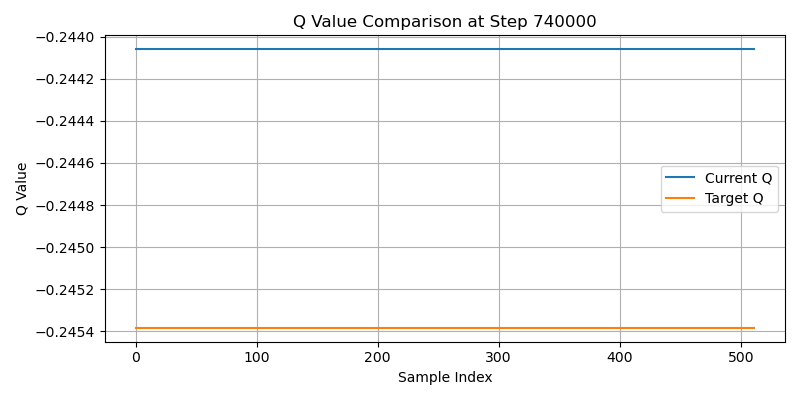 Q Value Comparison at Step 740000
−0.2440
−0.2442
−0.2444
−0.2446
−0.2448
−0.2450
−0.2452
−0.2454
Q Value
Current Q
Target Q
0 100 200 300 400 500
Sample Index